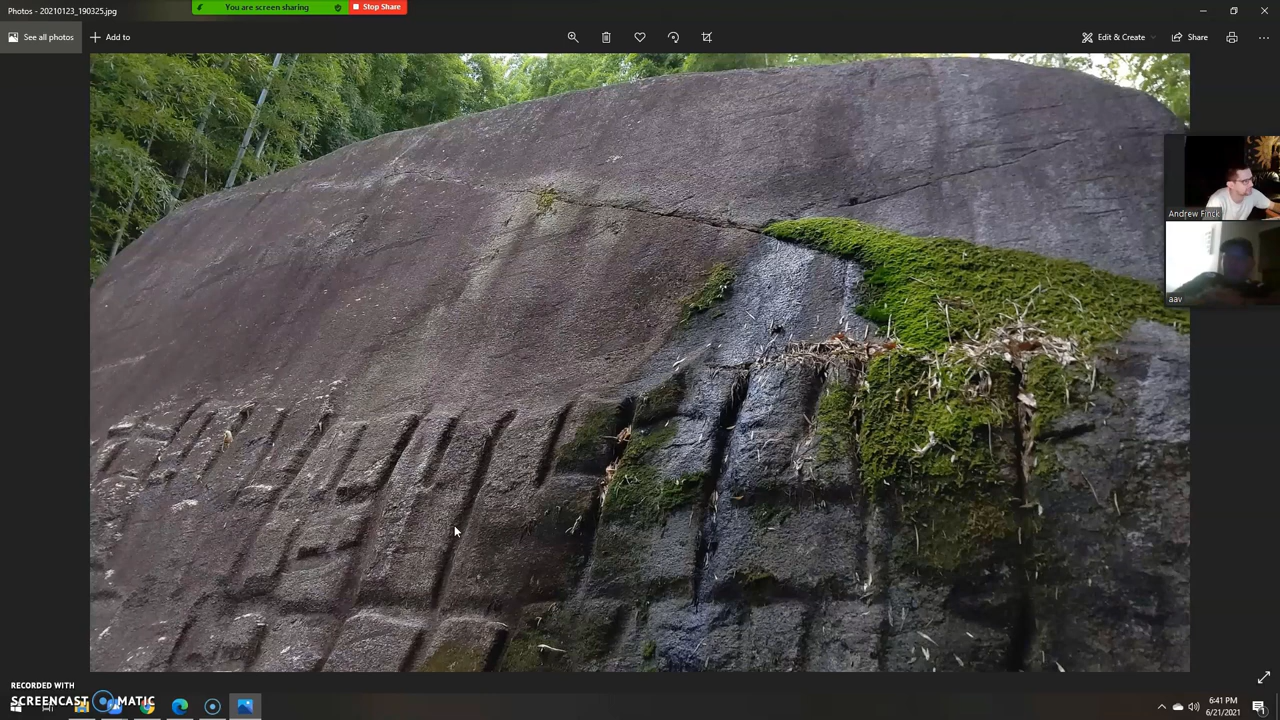 Photos - 20210123_190325.jpg
You are screen sharing
Stop Share
See all photos
Add to
Edit & Create
Share
Andrew Finck
aav
RECORDED WITH
SCREENCAST MATIC
6:41 PM
6/21/2021
1